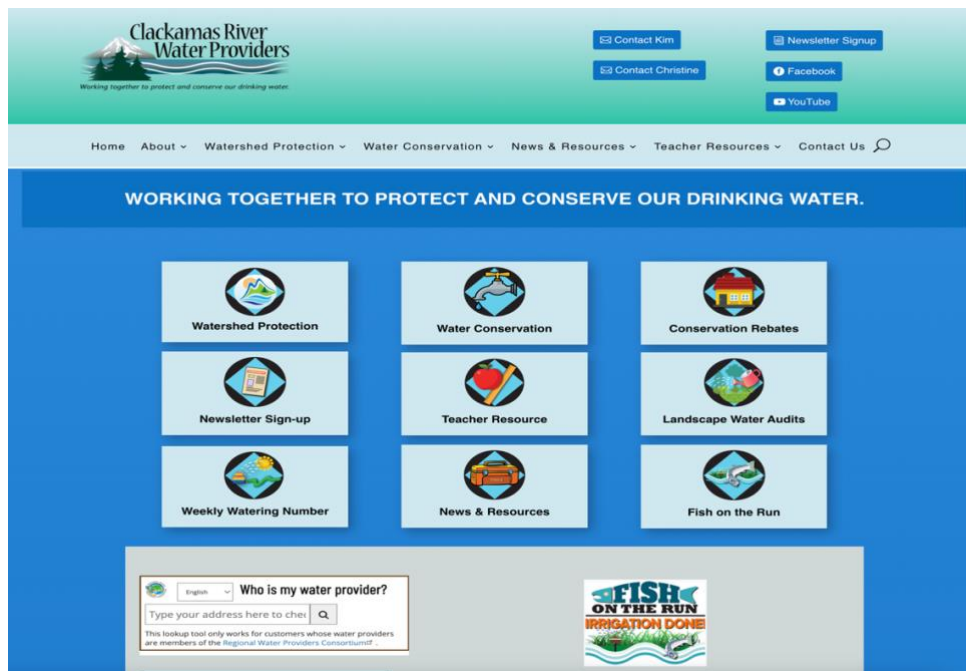 Clackamas River
Water Providers
Working together to protect and conserve our drinking water.
Contact Kim
Contact Christine
Newsletter Signup
Facebook
YouTube
Home About Watershed Protection Water Conservation News & Resources Teacher Resources Contact Us
WORKING TOGETHER TO PROTECT AND CONSERVE OUR DRINKING WATER.
Watershed Protection
Water Conservation
Conservation Rebates
Newsletter Sign-up
Teacher Resource
Landscape Water Audits
Weekly Watering Number
News & Resources
Fish on the Run
English
Who is my water provider?
Type your address here to chec
This lookup tool only works for customers whose water providers
are members of the Regional Water Providers Consortium .
FISH
ON THE RUN
IRRIGATION DONE!